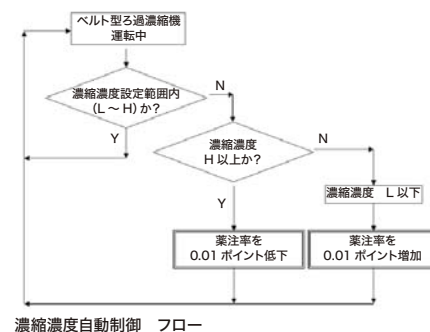 ベルト型ろ過濃縮機
運転中
濃縮濃度設定範囲内
(L～H)か?
N
Y
濃縮濃度
H以上か?
N
Y
濃縮濃度 L以下
薬注率を
0.01 ポイント低下
薬注率を
0.01 ポイント増加
濃縮濃度自動制御 フロー